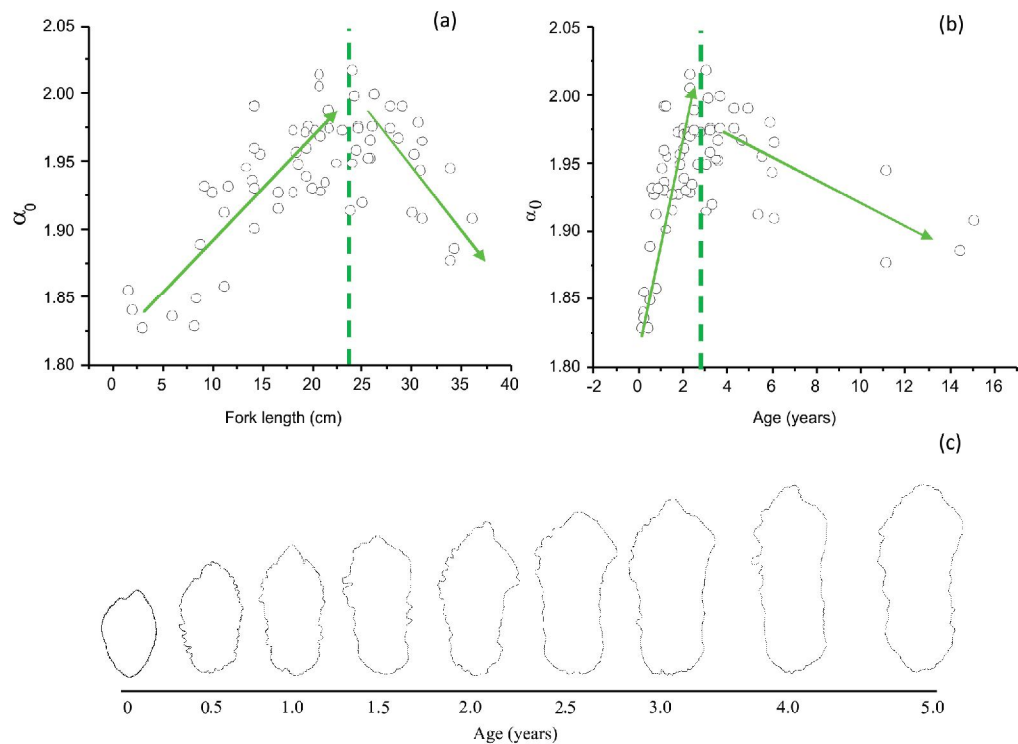 (a)
2.05
2.00
1.95
1.90
1.85
1.80
α0
0 5 10 15 20 25 30 35 40
Fork length (cm)
(b)
2.05
2.00
1.95
1.90
1.85
1.80
α0
-2 0 2 4 6 8 10 12 14 16
Age (years)
(c)
0 0.5 1.0 1.5 2.0 2.5 3.0 4.0 5.0
Age (years)